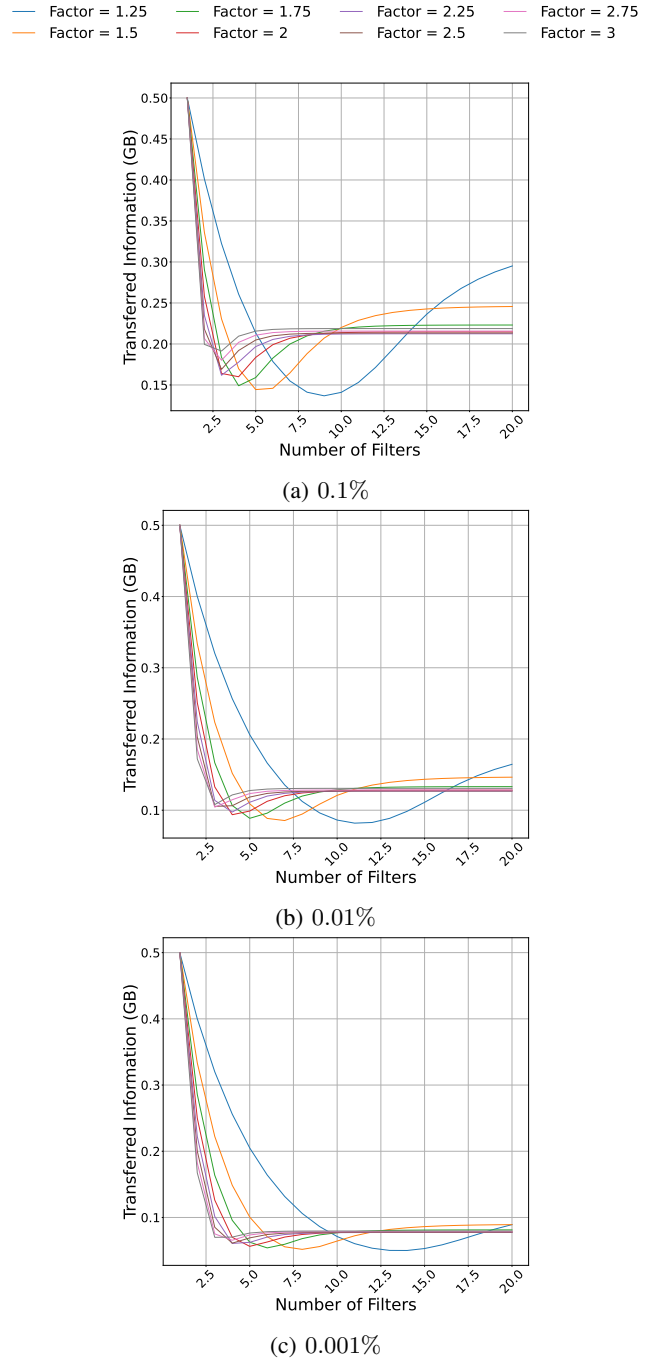 Factor = 1.25 Factor = 1.75 Factor = 2.25 Factor = 2.75
Factor = 1.5 Factor = 2 Factor = 2.5 Factor = 3
0.50
0.45
0.40
0.35
0.30
0.25
0.20
0.15
Transferred Information (GB)
2.5 5.0 7.5 10.0 12.5 15.0 17.5 20.0
Number of Filters
(a) 0.1%
0.5
0.4
0.3
0.2
0.1
Transferred Information (GB)
2.5 5.0 7.5 10.0 12.5 15.0 17.5 20.0
Number of Filters
(b) 0.01%
0.5
0.4
0.3
0.2
0.1
Transferred Information (GB)
2.5 5.0 7.5 10.0 12.5 15.0 17.5 20.0
Number of Filters
(c) 0.001%